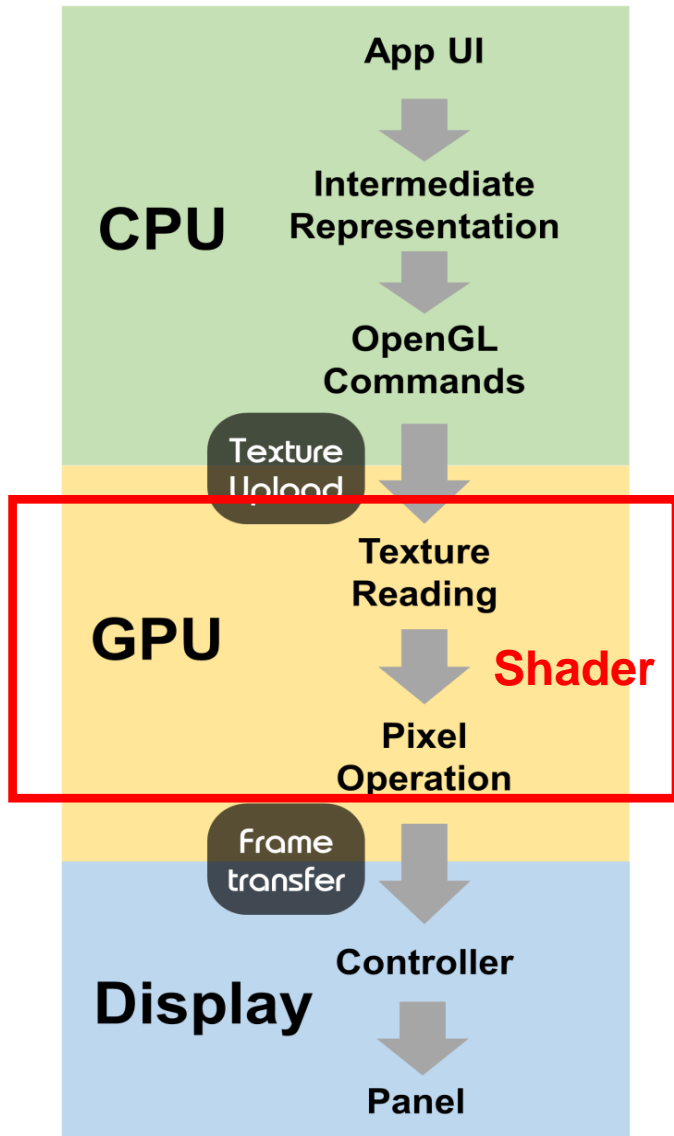 App UI
Intermediate
Representation
CPU
OpenGL
Commands
Texture
Upload
Texture
Reading
GPU
Shader
Pixel
Operation
Frame
transfer
Controller
Display
Panel